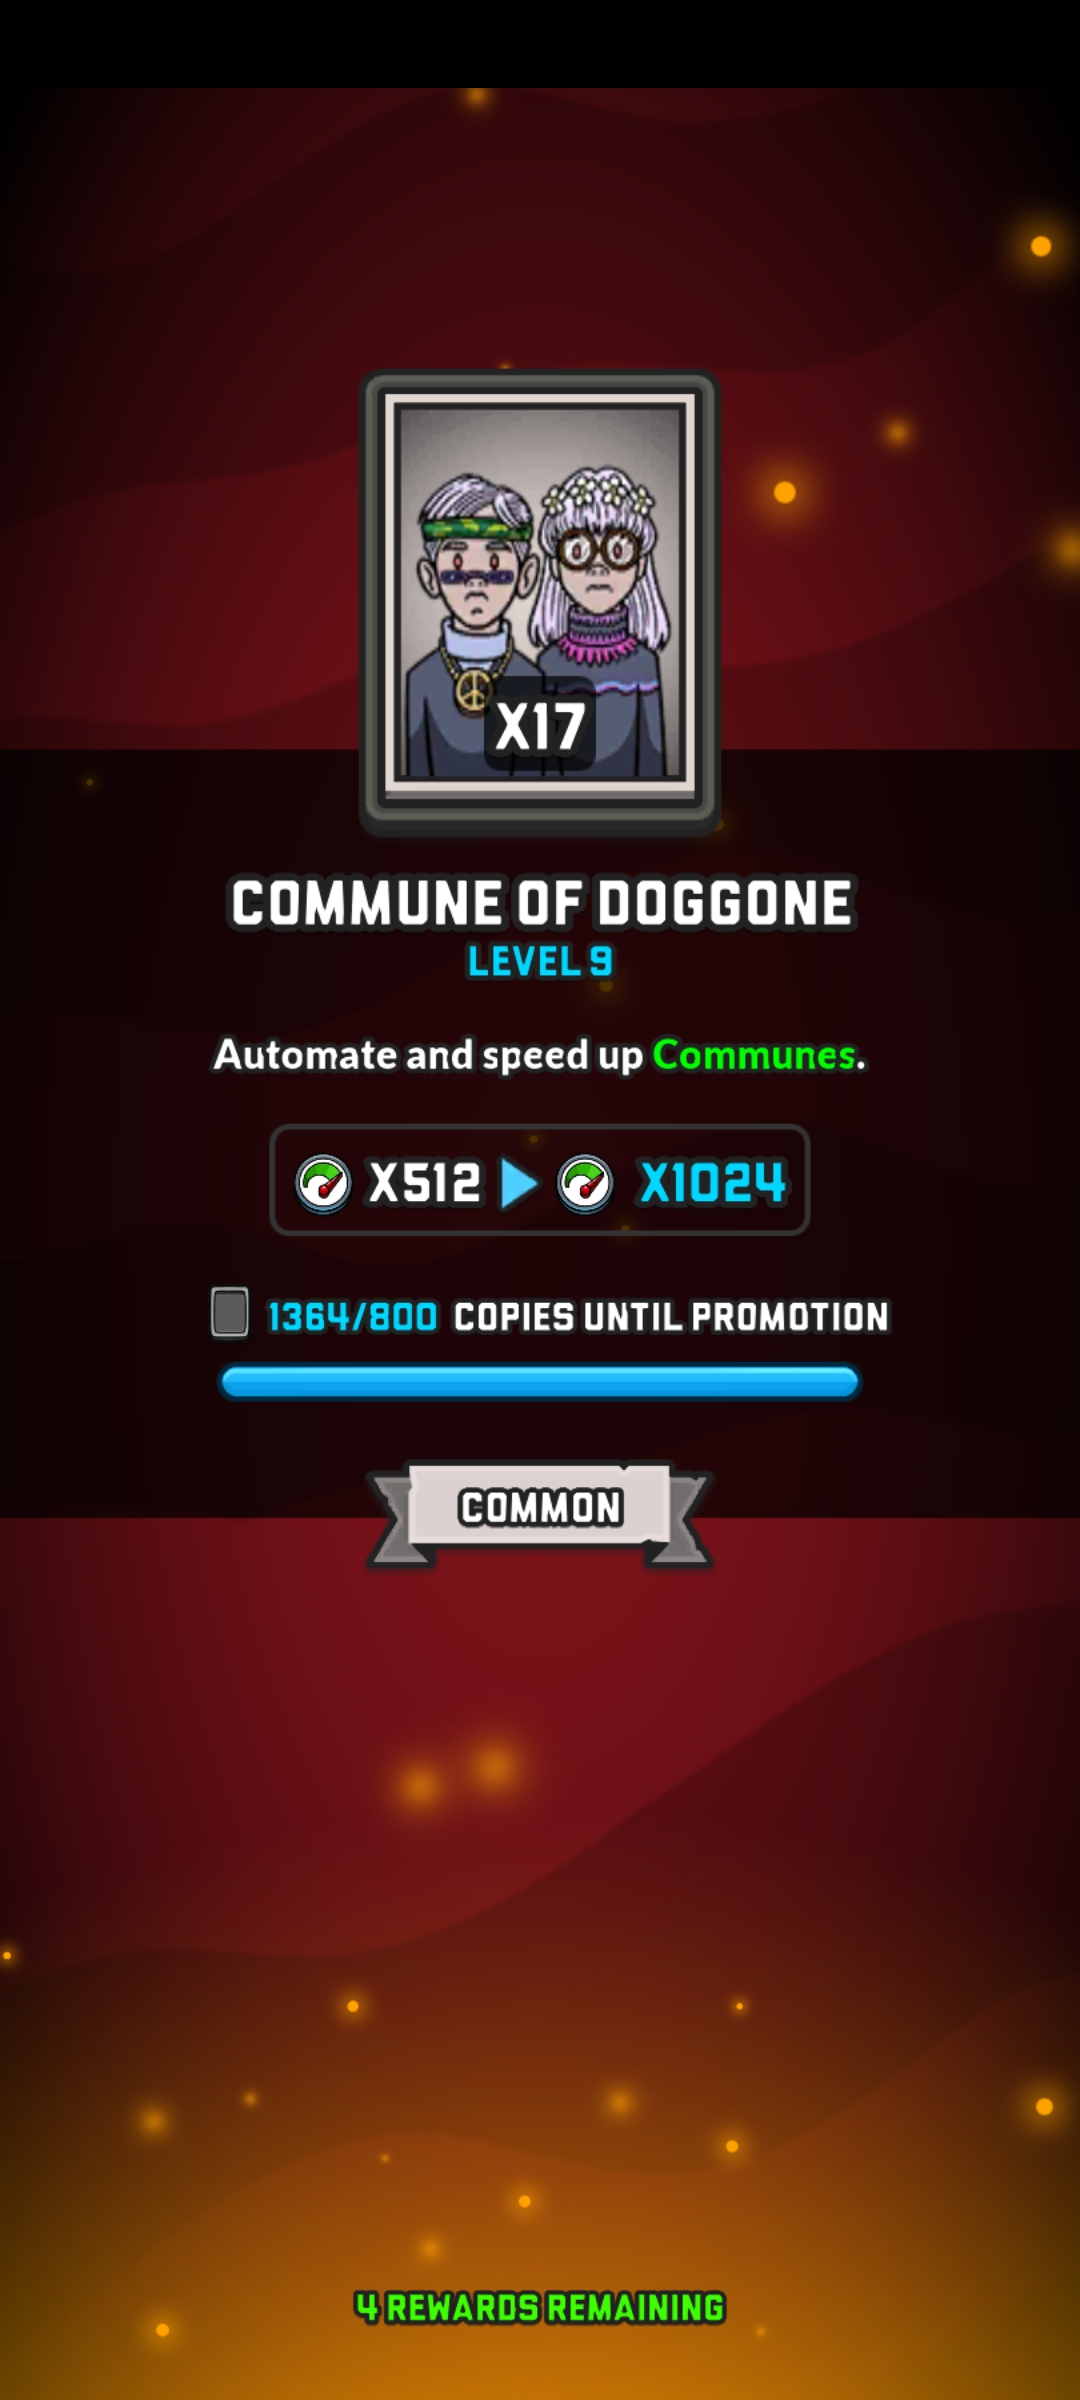 X17
COMMUNE OF DOGGONE
LEVEL 9
Automate and speed up Communes.
X512 X1024
1364/800 COPIES UNTIL PROMOTION
COMMON
4 REWARDS REMAINING